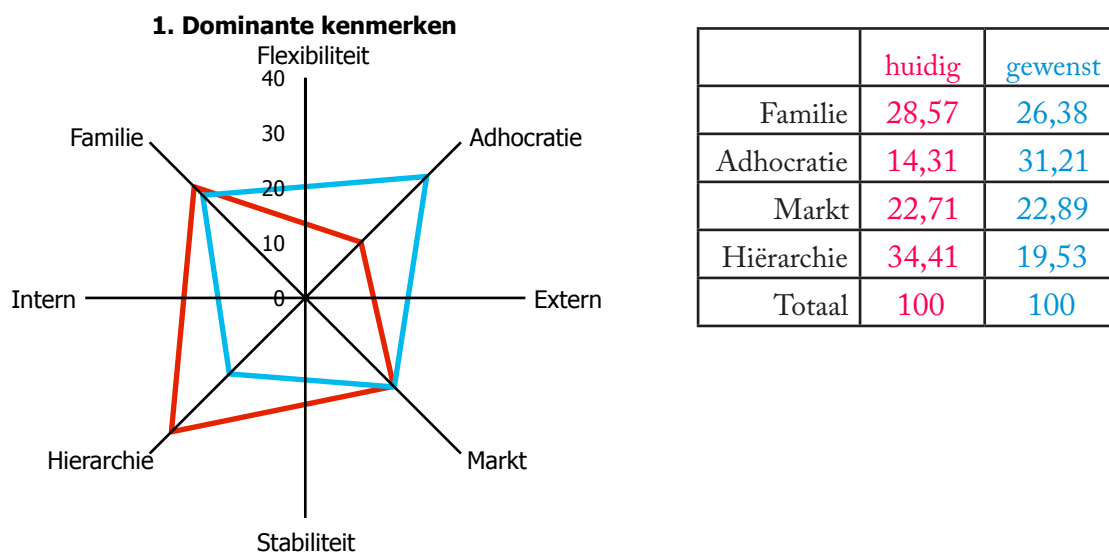 1. Dominante kenmerken
Flexibiliteit
40
30
20
10
0
Familie
Adhocratie
Intern
Extern
Hierarchie
Markt
Stabiliteit
huidig gewenst
Familie 28,57 26,38
Adhocratie 14,31 31,21
Markt 22,71 22,89
Hiërarchie 34,41 19,53
Totaal 100 100